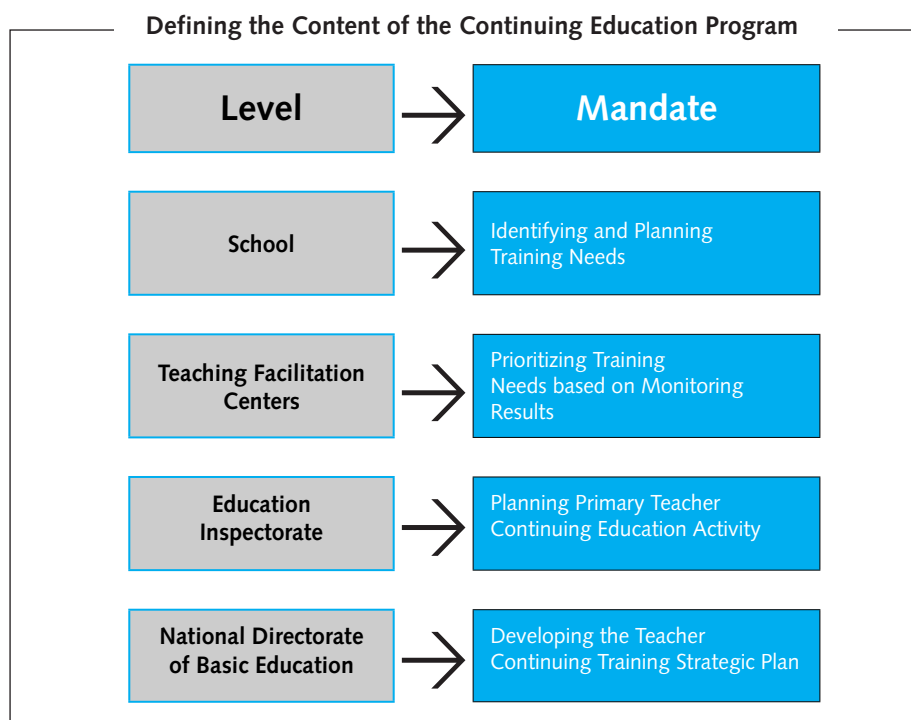 Defining the Content of the Continuing Education Program
Level
Mandate
School
Identifying and Planning
Training Needs
Teaching Facilitation
Centers
Prioritizing Training
Needs based on Monitoring
Results
Education
Inspectorate
Planning Primary Teacher
Continuing Education Activity
National Directorate
of Basic Education
Developing the Teacher
Continuing Training Strategic Plan